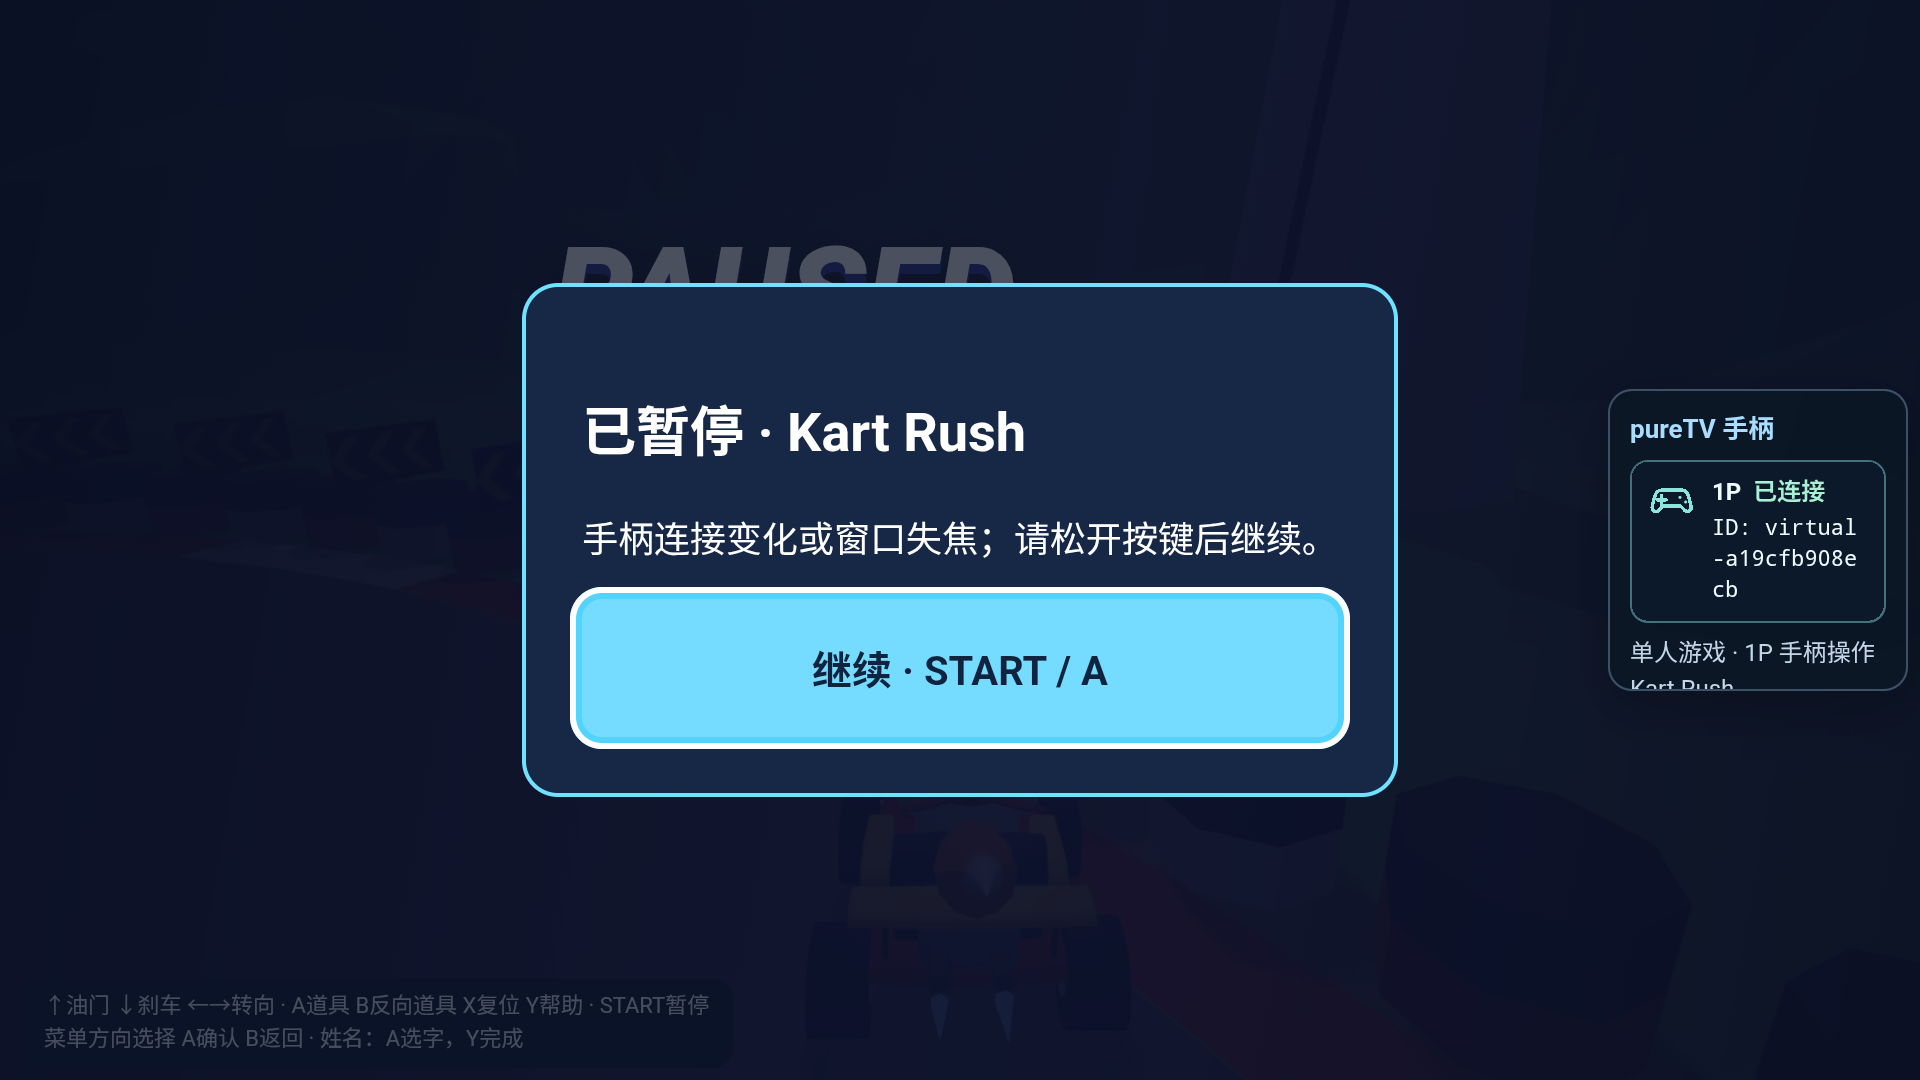 PAUSED
已暂停 · Kart Rush
手柄连接变化或窗口失焦；请松开按键后继续。
继续 · START / A
pureTV 手柄
1P 已连接
ID: virtual
-a19cfb908e
cb
单人游戏 · 1P 手柄操作
Kart Rush
↑油门 ↓刹车 ←→转向 · A道具 B反向道具 X复位 Y帮助 · START暂停
菜单方向选择 A确认 B返回 · 姓名：A选字，Y完成